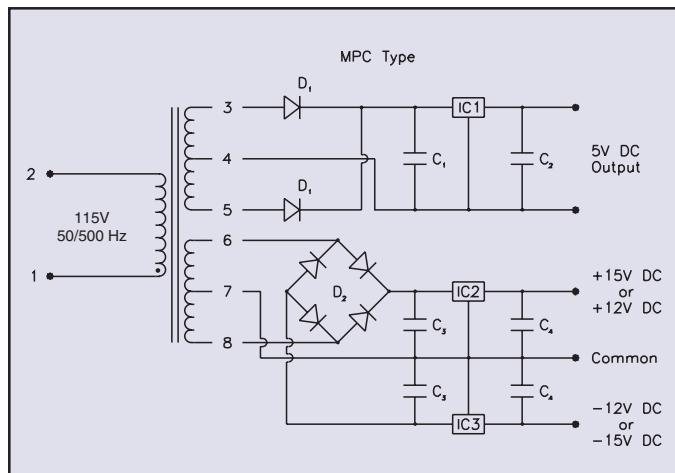 MPC Type
D₁
3
IC1
4
C₁
C₂
5V DC
Output
2
D₁
5
115V
50/500 Hz
6
1
D₂
7
IC2
+15V DC
or
+12V DC
C₃
C₄
8
Common
C₃
C₄
IC3
−12V DC
or
−15V DC